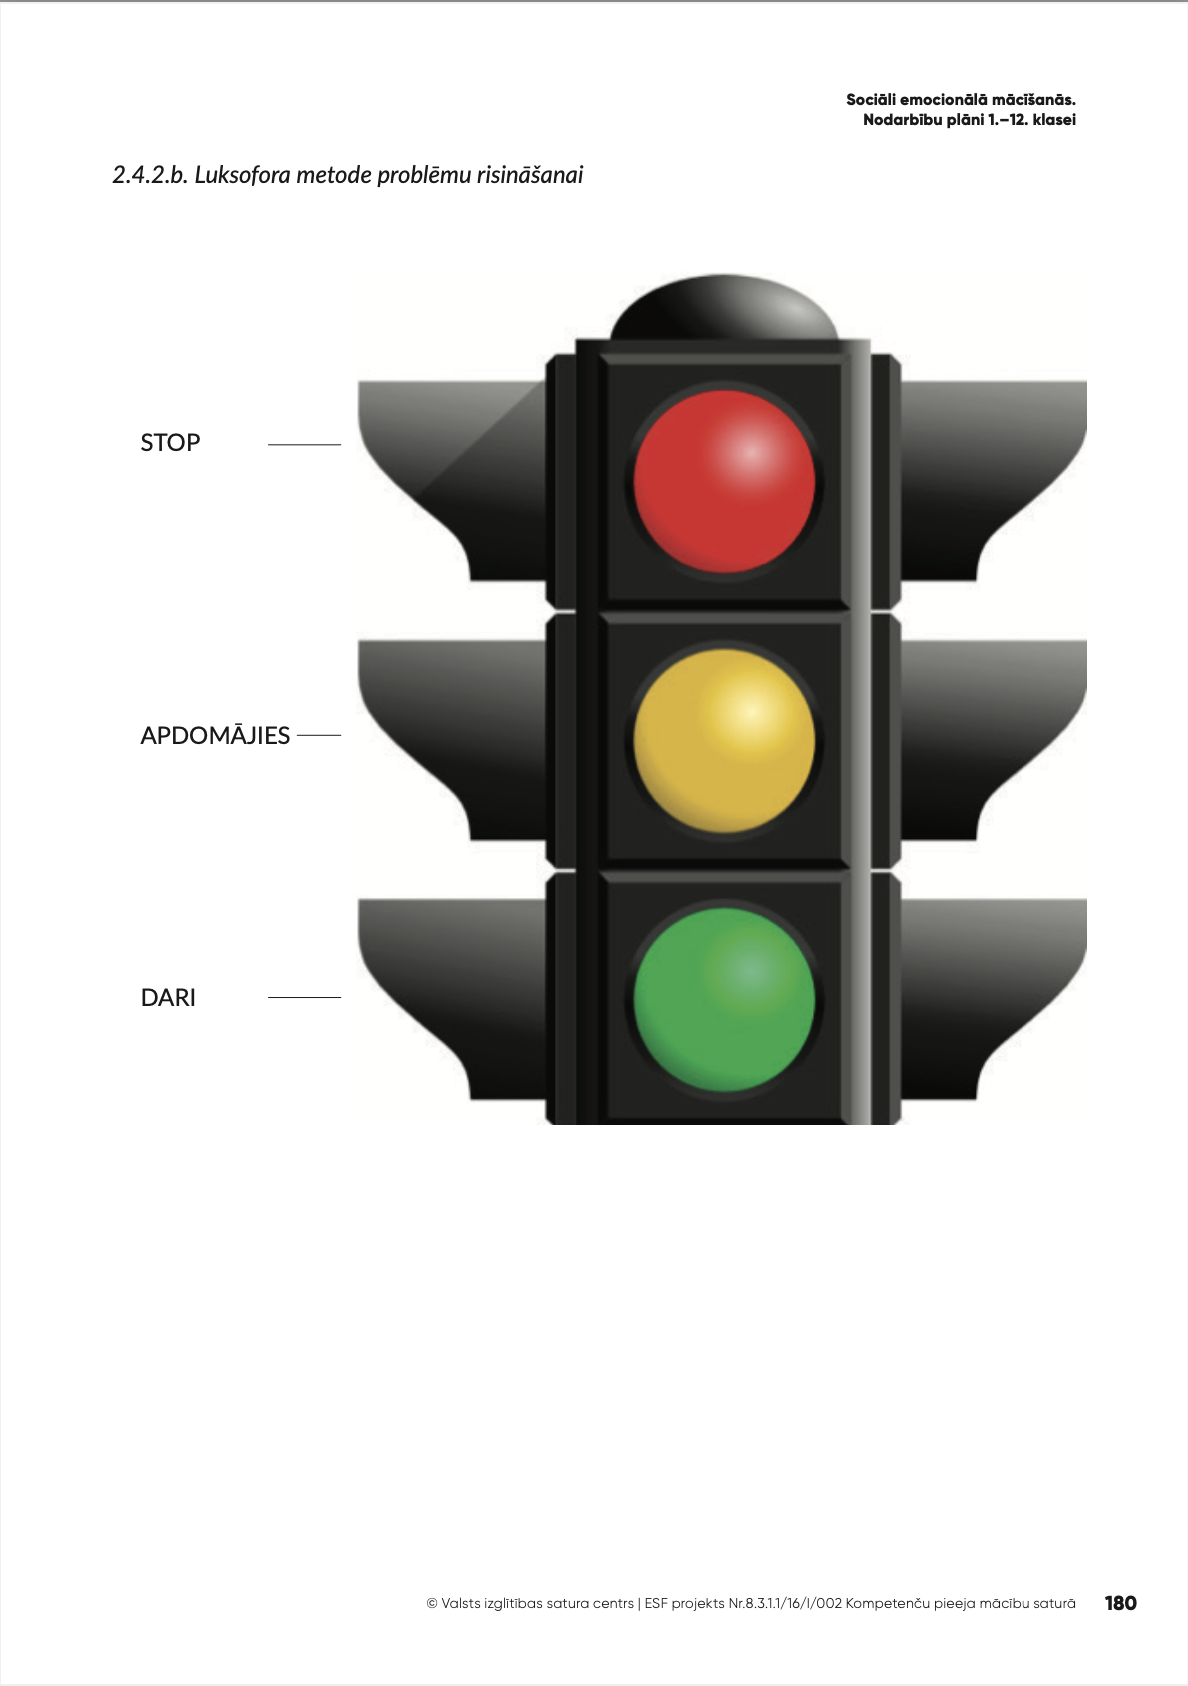 Sociāli emocionālā mācīšanās.
Nodarbību plāni 1.–12. klasei
2.4.2.b. Luksofora metode problēmu risināšanai
STOP
APDOMĀJIES
DARI
© Valsts izglītības satura centrs | ESF projekts Nr.8.3.1.1/16/I/002 Kompetenču pieeja mācību saturā 180